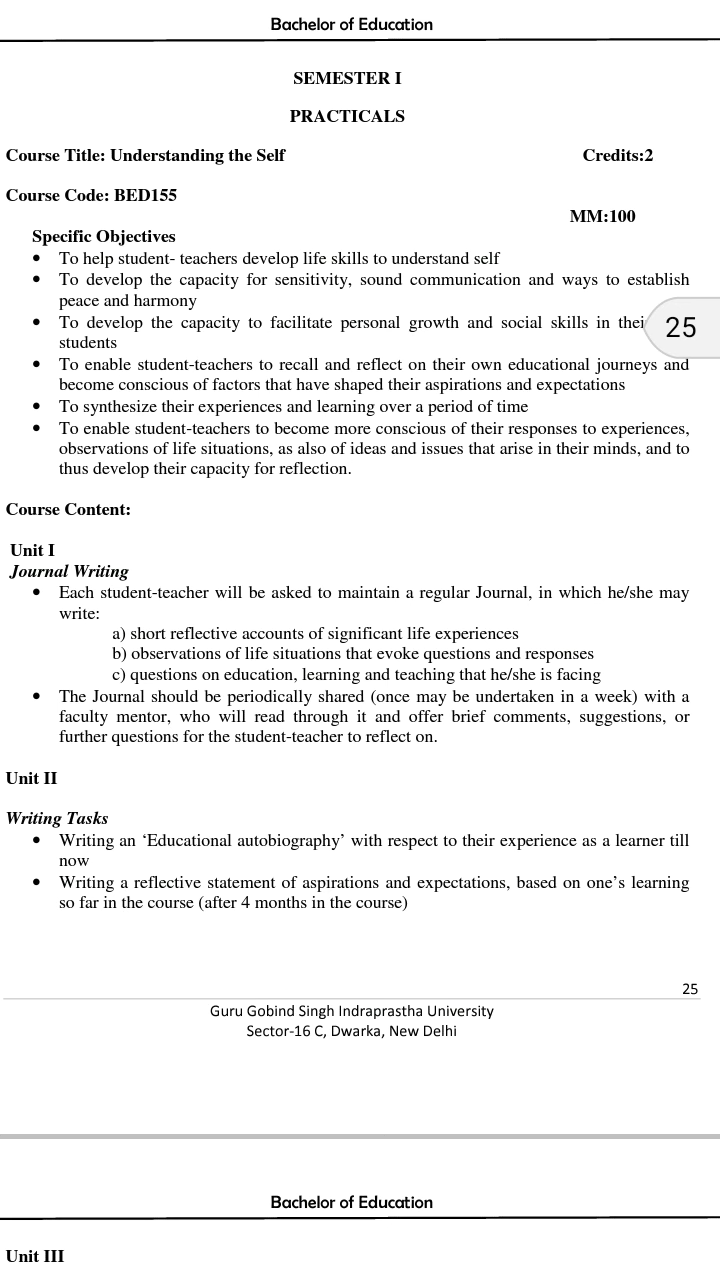 Bachelor of Education
SEMESTER I
PRACTICALS
Course Title: Understanding the Self Credits:2
Course Code: BED155
MM:100
Specific Objectives
• To help student- teachers develop life skills to understand self
• To develop the capacity for sensitivity, sound communication and ways to establish
peace and harmony
• To develop the capacity to facilitate personal growth and social skills in thei
25
students
• To enable student-teachers to recall and reflect on their own educational journeys and
become conscious of factors that have shaped their aspirations and expectations
• To synthesize their experiences and learning over a period of time
• To enable student-teachers to become more conscious of their responses to experiences,
observations of life situations, as also of ideas and issues that arise in their minds, and to
thus develop their capacity for reflection.
Course Content:
Unit I
Journal Writing
• Each student-teacher will be asked to maintain a regular Journal, in which he/she may
write:
a) short reflective accounts of significant life experiences
b) observations of life situations that evoke questions and responses
c) questions on education, learning and teaching that he/she is facing
• The Journal should be periodically shared (once may be undertaken in a week) with a
faculty mentor, who will read through it and offer brief comments, suggestions, or
further questions for the student-teacher to reflect on.
Unit II
Writing Tasks
• Writing an ‘Educational autobiography’ with respect to their experience as a learner till
now
• Writing a reflective statement of aspirations and expectations, based on one’s learning
so far in the course (after 4 months in the course)
25
Guru Gobind Singh Indraprastha University
Sector-16 C, Dwarka, New Delhi
Bachelor of Education
Unit III